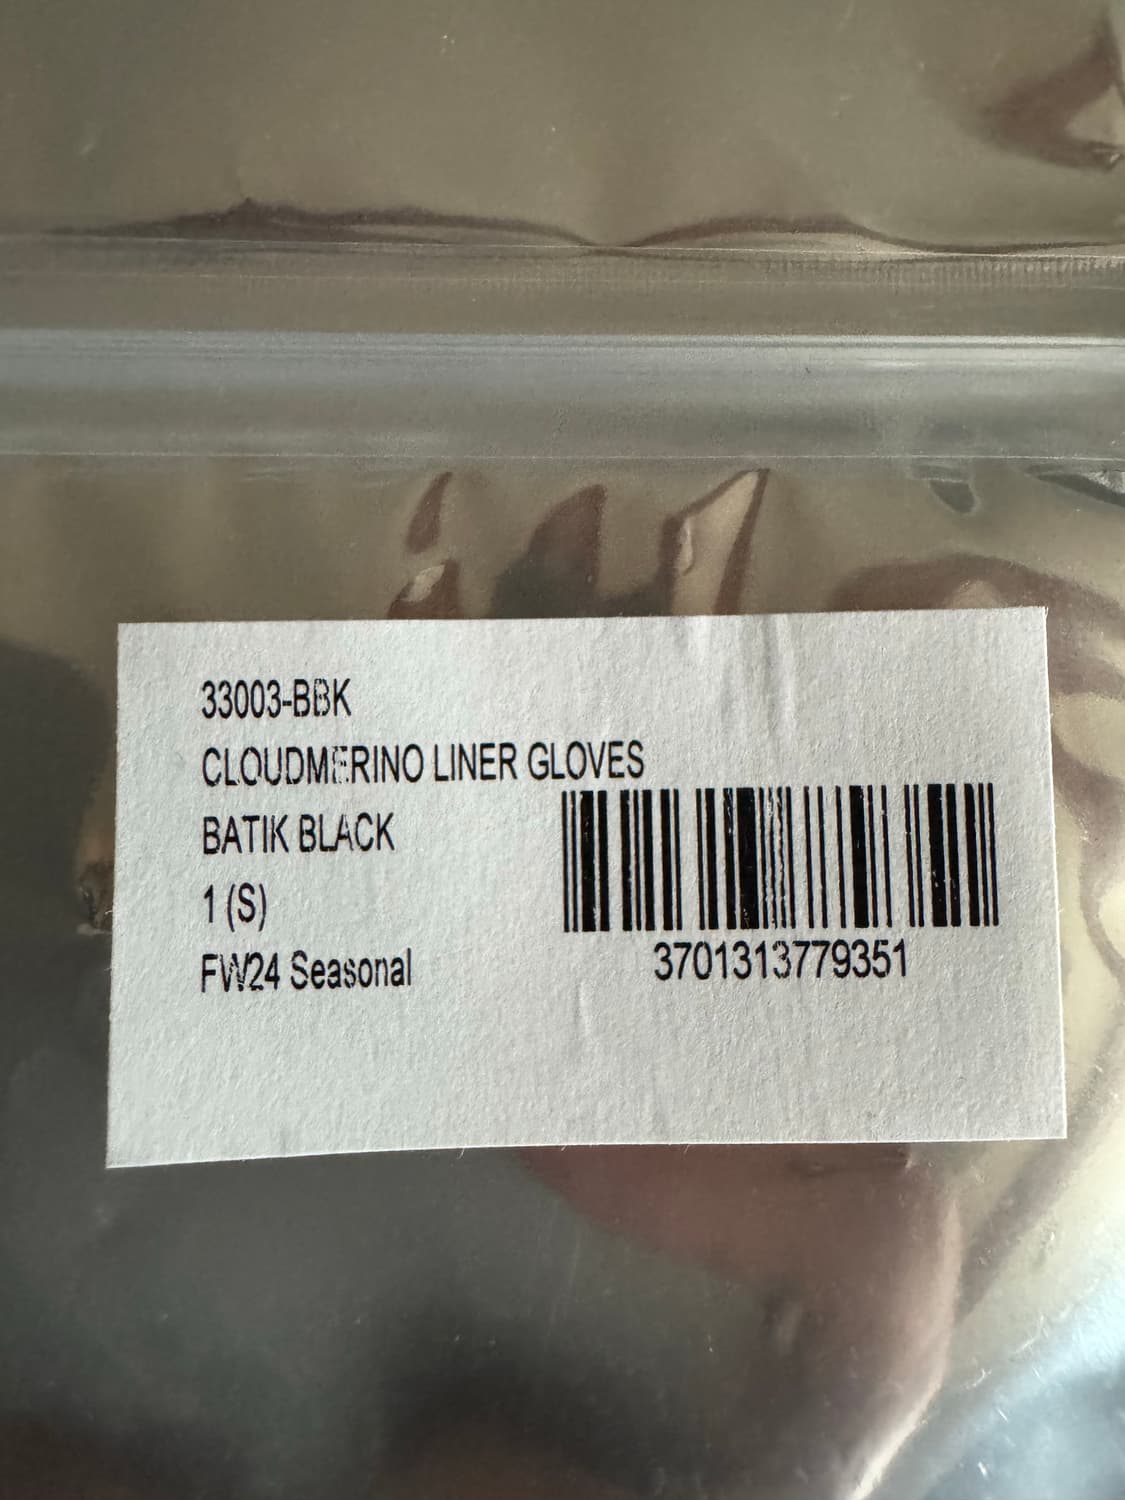 33003-BBK
CLOUDMERINO LINER GLOVES
BATIK BLACK
1 (S)
FW24 Seasonal
3701313779351